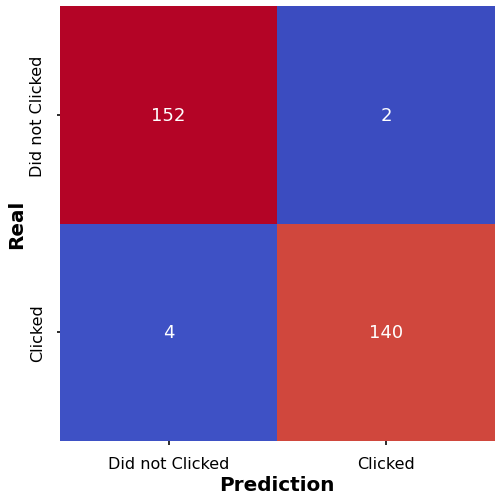 Real
Did not Clicked
152
2
Clicked
4
140
Did not Clicked
Clicked
Prediction